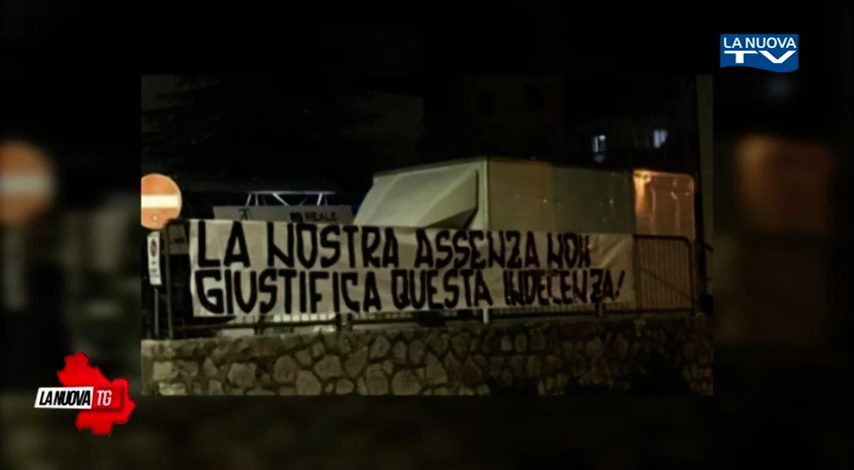 LA NUOVA
TV
REALE
LA NOSTRA ASSENZA NON
GIUSTIFICA QUESTA INDECENZA!
LA NUOVA TG